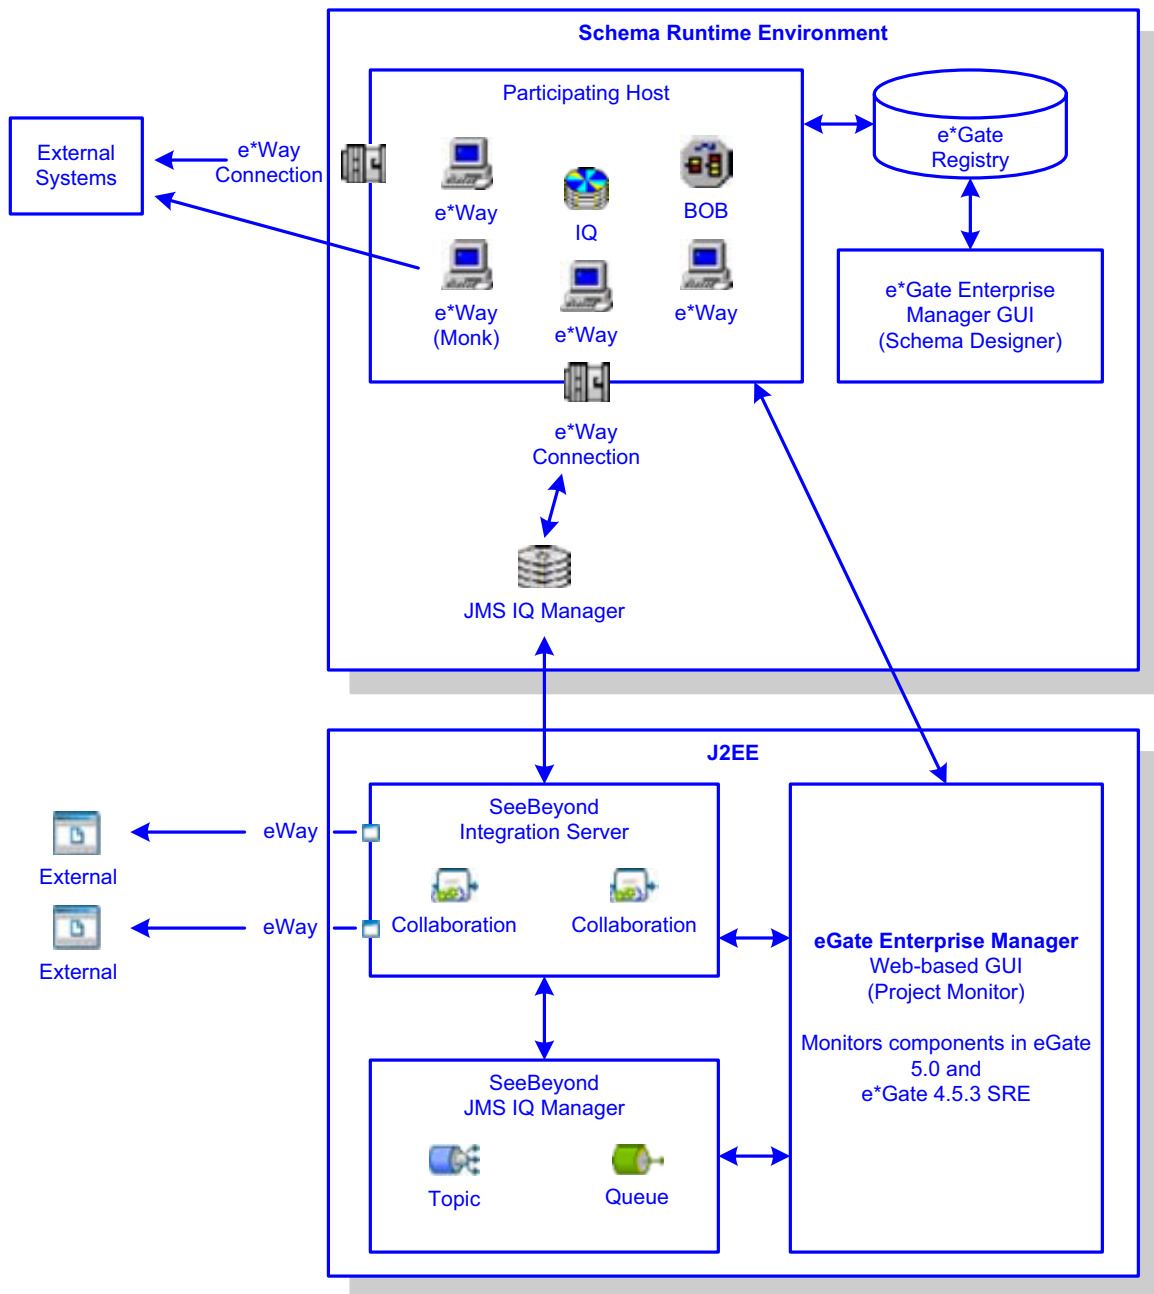 Schema Runtime Environment
Participating Host
External
Systems
e*Way
Connection
e*Way
IQ
BOB
e*Way
(Monk)
e*Way
e*Way
e*Gate
Registry
e*Gate Enterprise
Manager GUI
(Schema Designer)
e*Way
Connection
JMS IQ Manager
J2EE
SeeBeyond
Integration Server
eWay
External
eWay
External
Collaboration
Collaboration
eGate Enterprise Manager
Web-based GUI
(Project Monitor)
Monitors components in eGate
5.0 and
e*Gate 4.5.3 SRE
SeeBeyond
JMS IQ Manager
Topic
Queue